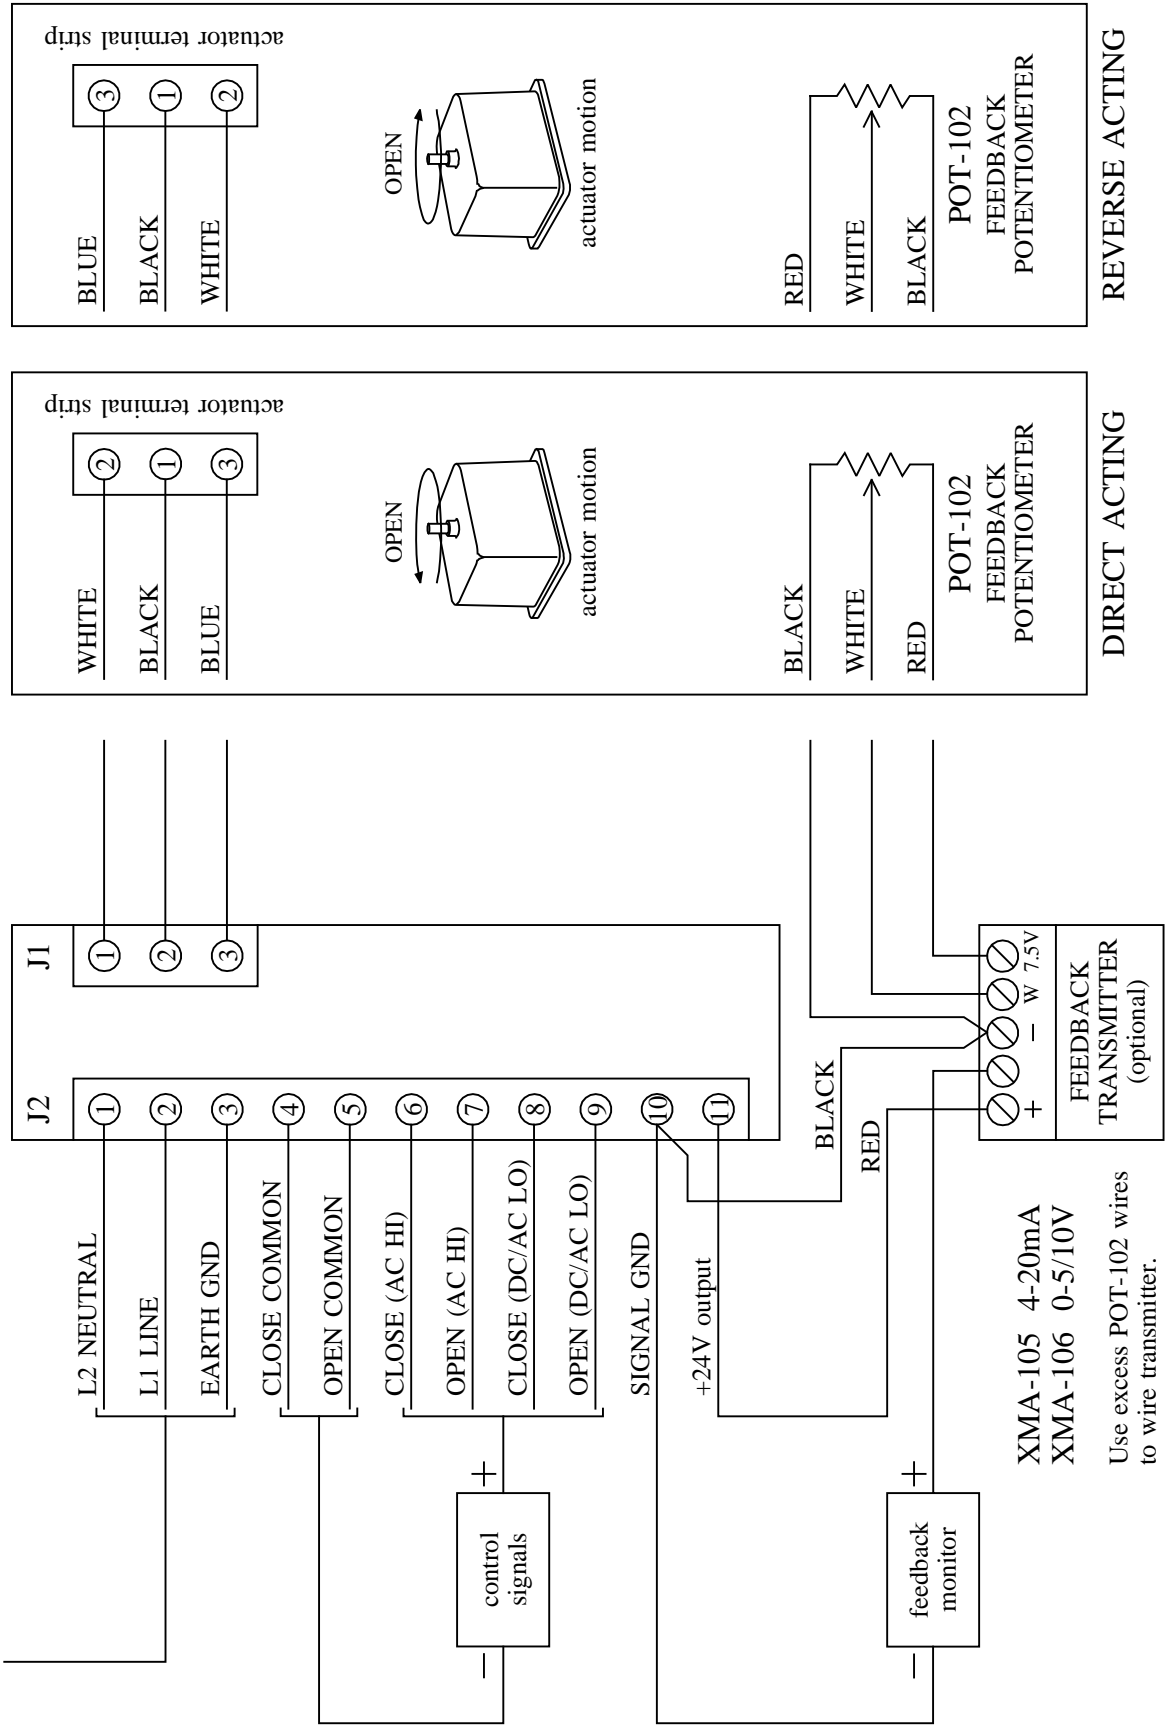 J2
1
2
3
4
5
6
7
8
9
10
11
L2 NEUTRAL
L1 LINE
EARTH GND
CLOSE COMMON
OPEN COMMON
CLOSE (AC HI)
OPEN (AC HI)
CLOSE (DC/AC LO)
OPEN (DC/AC LO)
SIGNAL GND
+24V output
− control signals +
− feedback monitor +
J1
1
2
3
BLACK
RED
+
−
W
7.5V
FEEDBACK
TRANSMITTER
(optional)
XMA-105 4-20mA
XMA-106 0-5/10V
Use excess POT-102 wires
to wire transmitter.
actuator terminal strip
2
1
3
WHITE
BLACK
BLUE
OPEN
actuator motion
BLACK
WHITE
RED
POT-102
FEEDBACK
POTENTIOMETER
DIRECT ACTING
actuator terminal strip
3
1
2
BLUE
BLACK
WHITE
OPEN
actuator motion
RED
WHITE
BLACK
POT-102
FEEDBACK
POTENTIOMETER
REVERSE ACTING